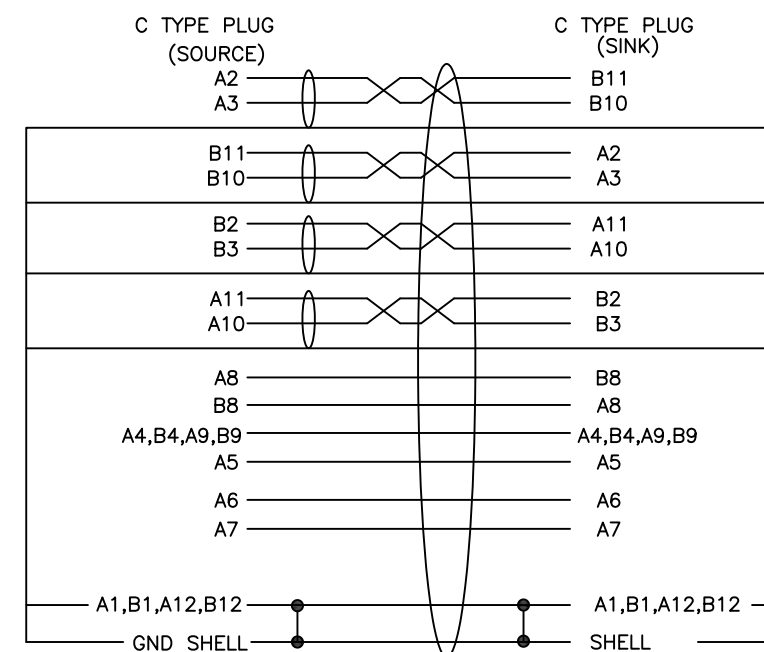 C TYPE PLUG C TYPE PLUG
(SOURCE) (SINK)
A2 B11
A3 B10
B11 A2
B10 A3
B2 A11
B3 A10
A11 B2
A10 B3
A8 B8
B8 A8
A4,B4,A9,B9 A4,B4,A9,B9
A5 A5
A6 A6
A7 A7
A1,B1,A12,B12 A1,B1,A12,B12
GND SHELL SHELL